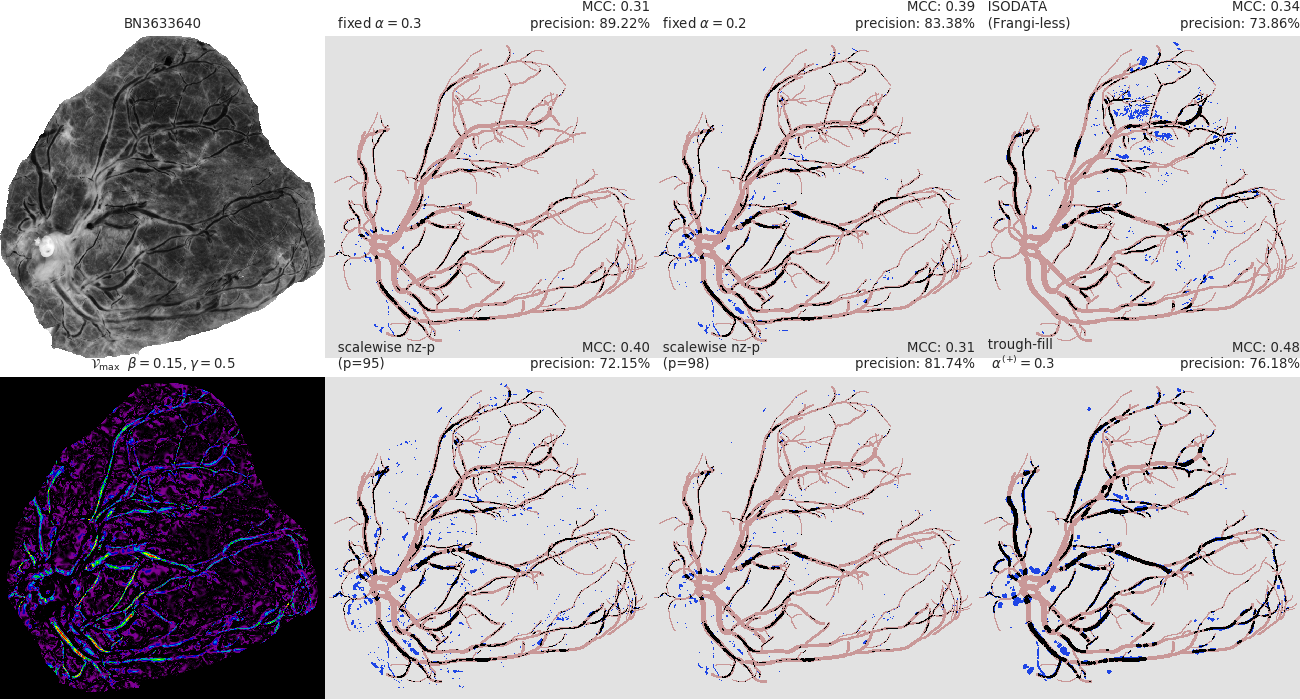 BN3633640
fixed α = 0.3
MCC: 0.31
precision: 89.22%
fixed α = 0.2
MCC: 0.39
precision: 83.38%
ISODATA
(Frangi-less)
MCC: 0.34
precision: 73.86%
𝒱max β = 0.15, γ = 0.5
scalewise nz-p
(p=95)
MCC: 0.40
precision: 72.15%
scalewise nz-p
(p=98)
MCC: 0.31
precision: 81.74%
trough-fill
α(+) = 0.3
MCC: 0.48
precision: 76.18%